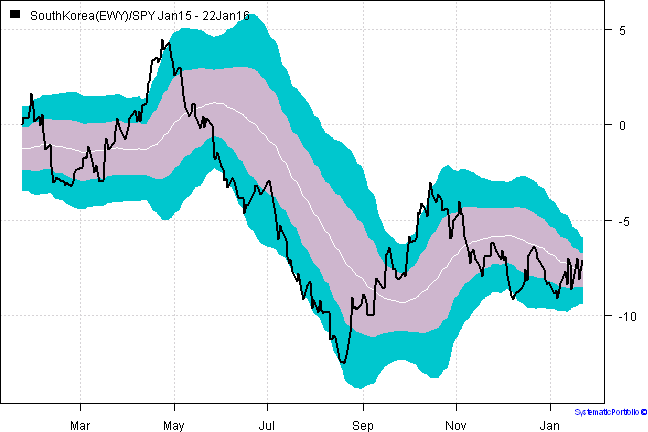 SouthKorea(EWY)/SPY Jan15 - 22Jan16
5
0
-5
-10
Mar May Jul Sep Nov Jan
SystematicPortfolio ©